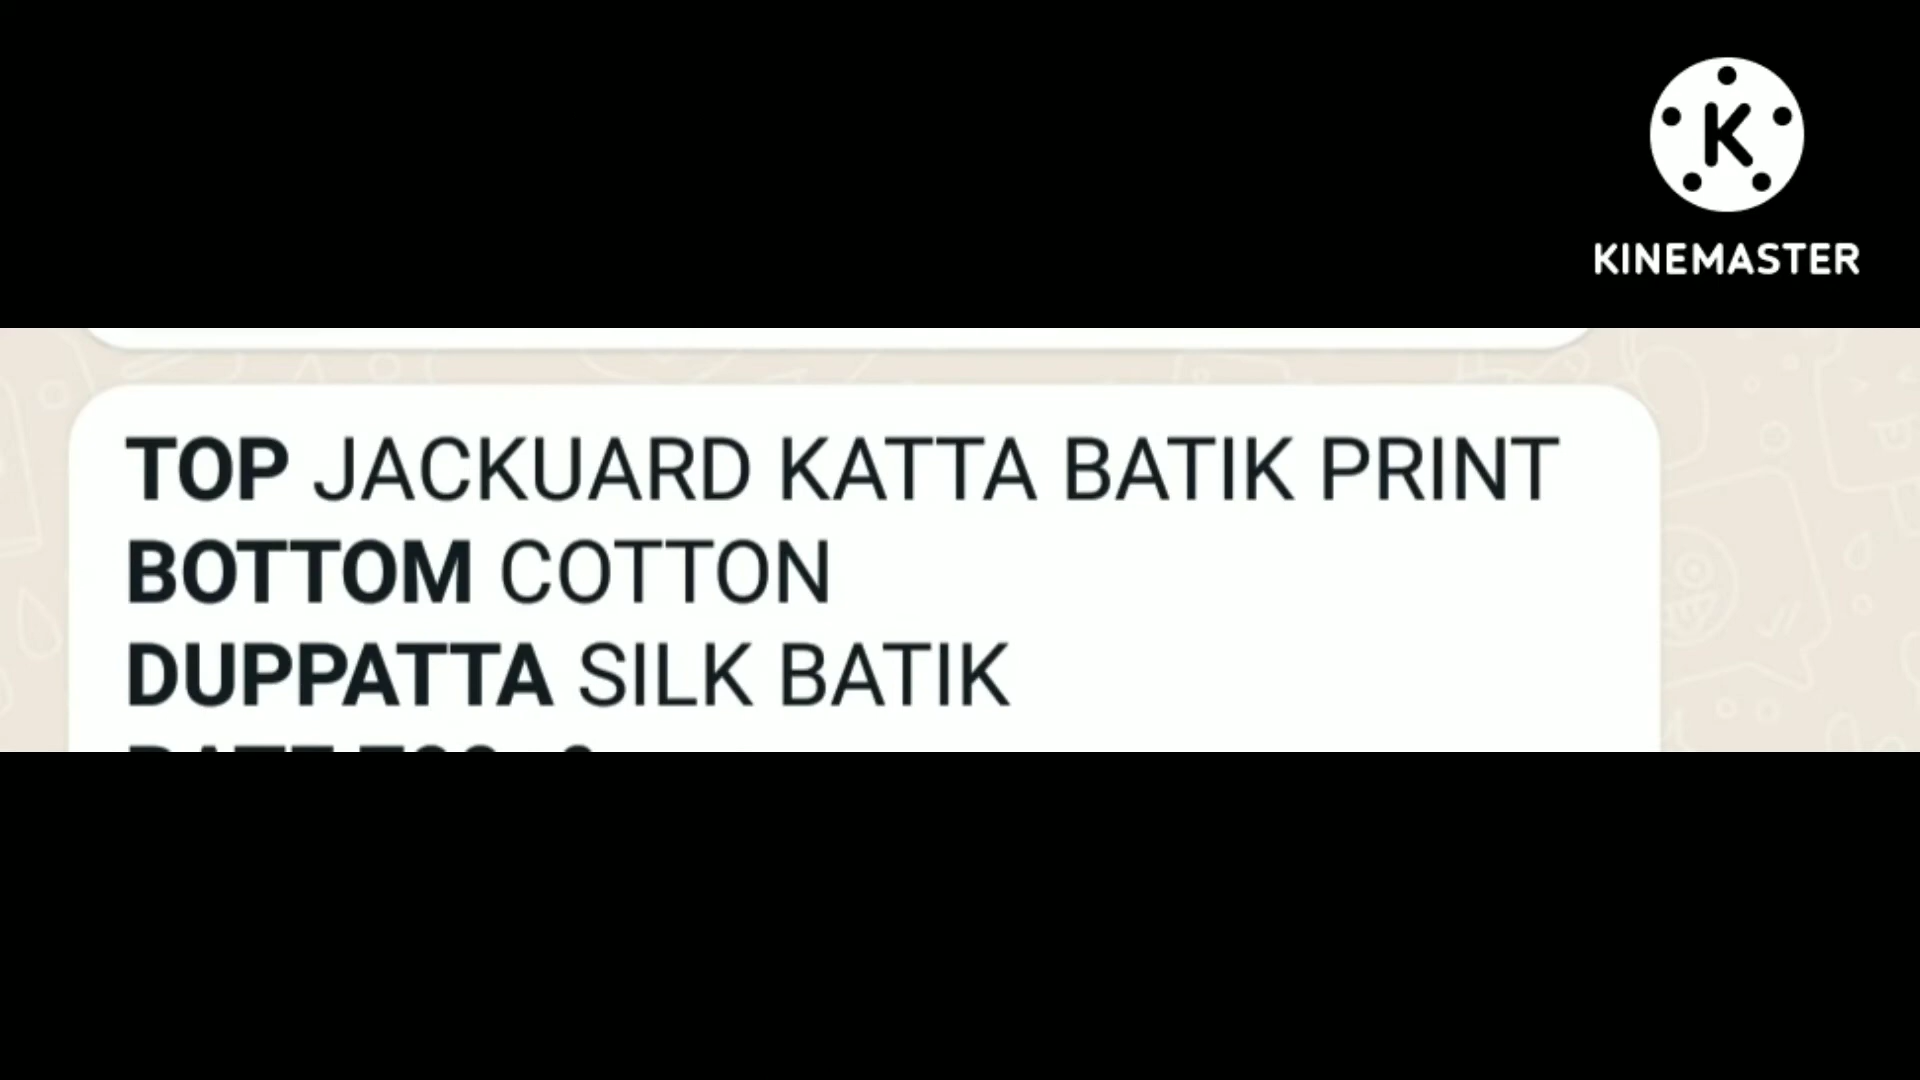 K
KINEMASTER
TOP JACKUARD KATTA BATIK PRINT
BOTTOM COTTON
DUPPATTA SILK BATIK